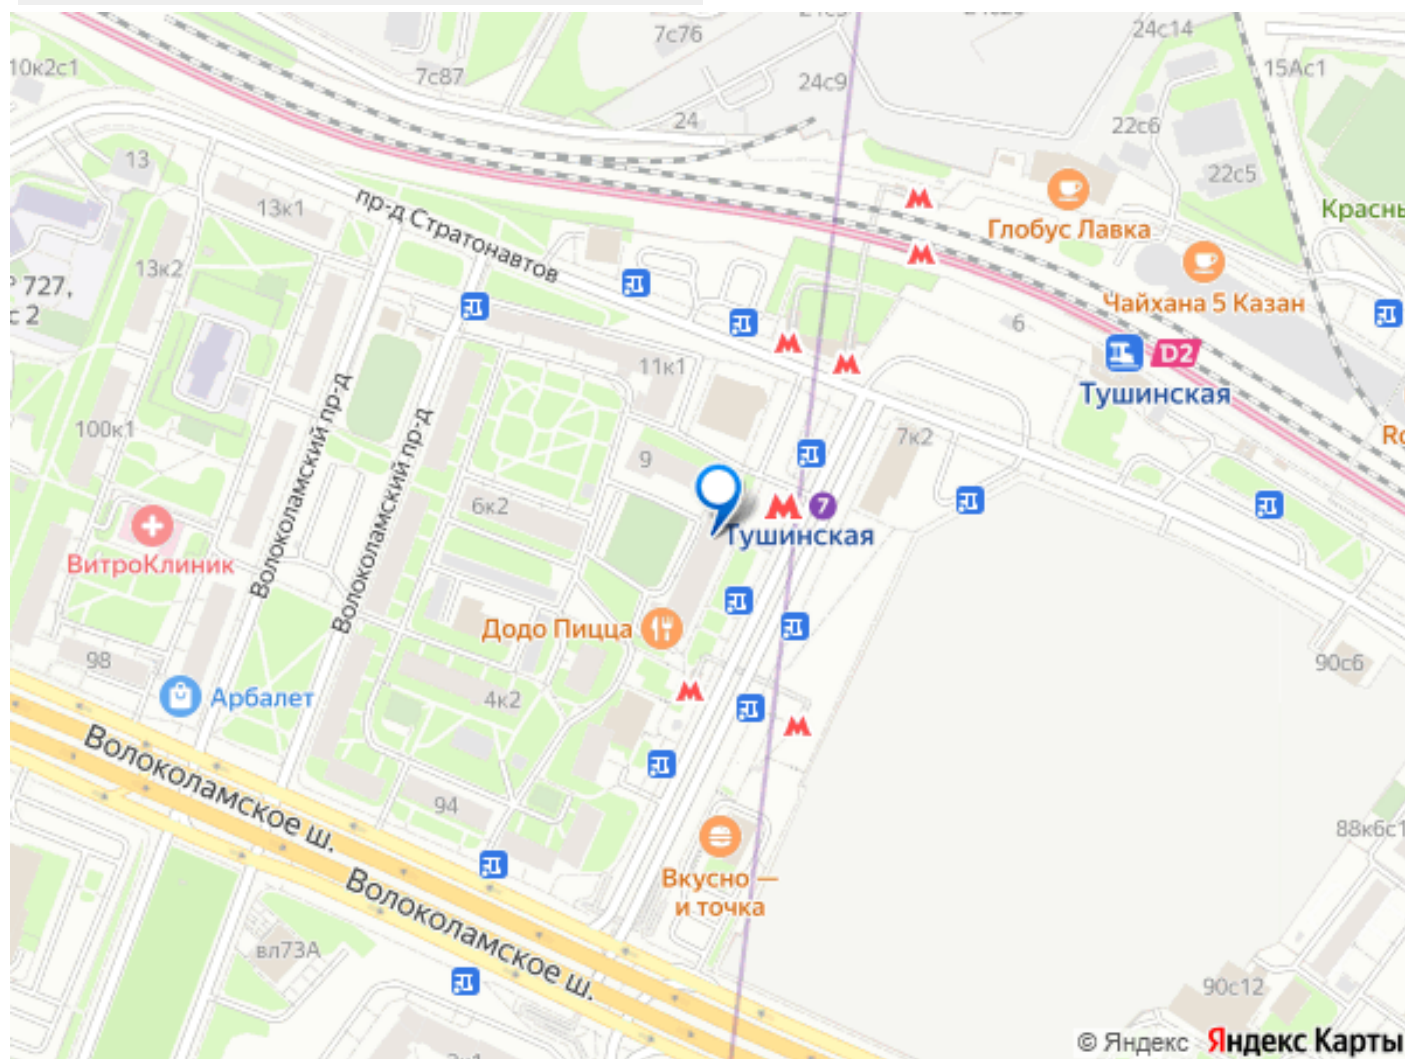 7с76
24с14
10к2с1
7с87
24с9
15Ас1
24
22с6
13
22с5
13к1
пр-д Стратонавтов
Глобус Лавка
Красны
13к2
727,
с 2
Чайхана 5 Казан
6
D2
11к1
Тушинская
100к1
Волоколамский пр-д
Волоколамский пр-д
7к2
9
6к2
7
Тушинская
ВитроКлиник
Додо Пицца
98
90с6
Арбалет
4к2
Волоколамское ш.
94
88к6с1
Вкусно —
и точка
Волоколамское ш.
вл73А
90с12
© Яндекс Яндекс Карты